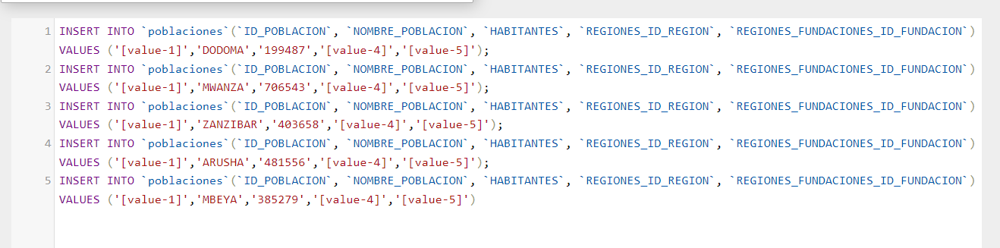 1 INSERT INTO `poblaciones`(`ID_POBLACION`, `NOMBRE_POBLACION`, `HABITANTES`, `REGIONES_ID_REGION`, `REGIONES_FUNDACIONES_ID_FUNDACION`)
VALUES ('[value-1]','DODOMA','199487','[value-4]','[value-5]');
2 INSERT INTO `poblaciones`(`ID_POBLACION`, `NOMBRE_POBLACION`, `HABITANTES`, `REGIONES_ID_REGION`, `REGIONES_FUNDACIONES_ID_FUNDACION`)
VALUES ('[value-1]','MWANZA','706543','[value-4]','[value-5]');
3 INSERT INTO `poblaciones`(`ID_POBLACION`, `NOMBRE_POBLACION`, `HABITANTES`, `REGIONES_ID_REGION`, `REGIONES_FUNDACIONES_ID_FUNDACION`)
VALUES ('[value-1]','ZANZIBAR','403658','[value-4]','[value-5]');
4 INSERT INTO `poblaciones`(`ID_POBLACION`, `NOMBRE_POBLACION`, `HABITANTES`, `REGIONES_ID_REGION`, `REGIONES_FUNDACIONES_ID_FUNDACION`)
VALUES ('[value-1]','ARUSHA','481556','[value-4]','[value-5]');
5 INSERT INTO `poblaciones`(`ID_POBLACION`, `NOMBRE_POBLACION`, `HABITANTES`, `REGIONES_ID_REGION`, `REGIONES_FUNDACIONES_ID_FUNDACION`)
VALUES ('[value-1]','MBEYA','385279','[value-4]','[value-5]')